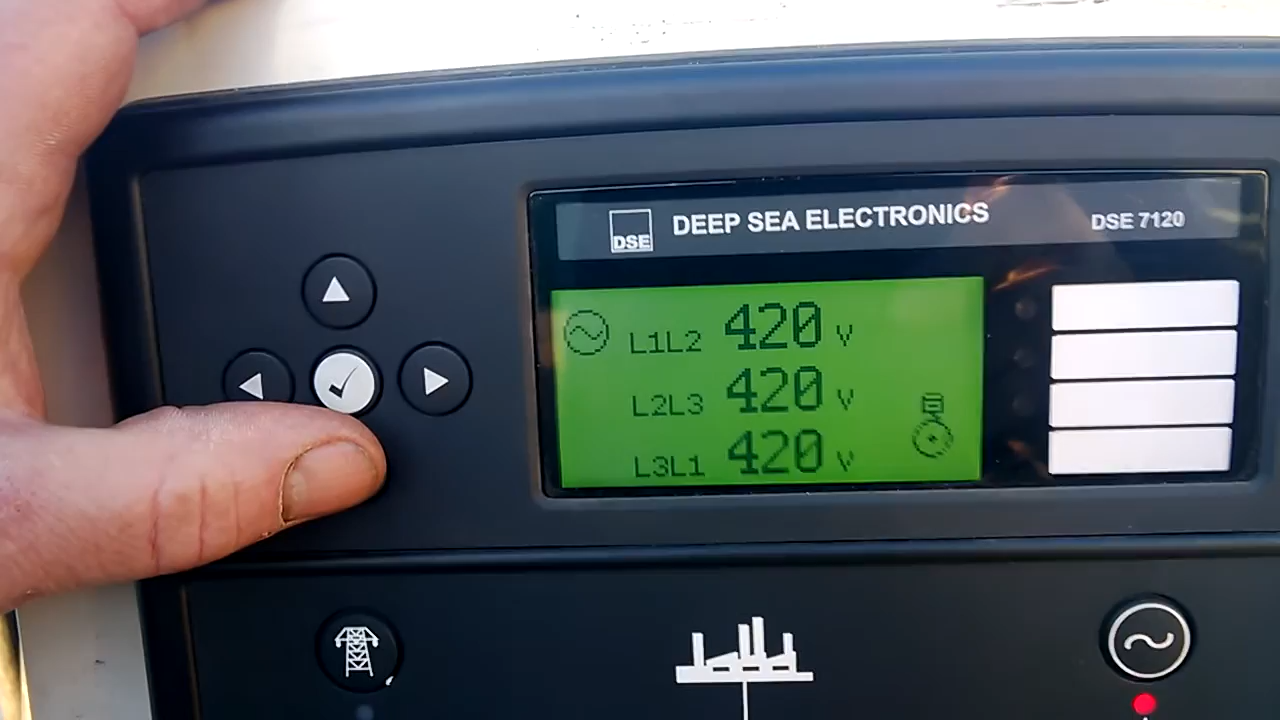 DSE DEEP SEA ELECTRONICS DSE 7120
L1L2 420 V
L2L3 420 V
L3L1 420 V